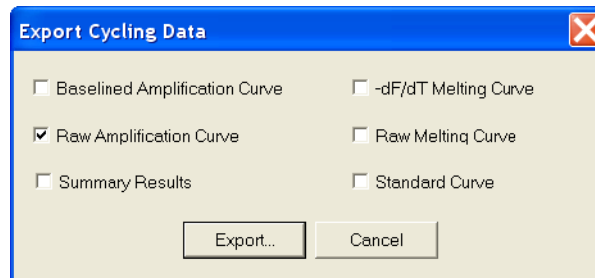 Export Cycling Data
Baselined Amplification Curve
-dF/dT Melting Curve
Raw Amplification Curve
Raw Melting Curve
Summary Results
Standard Curve
Export...
Cancel